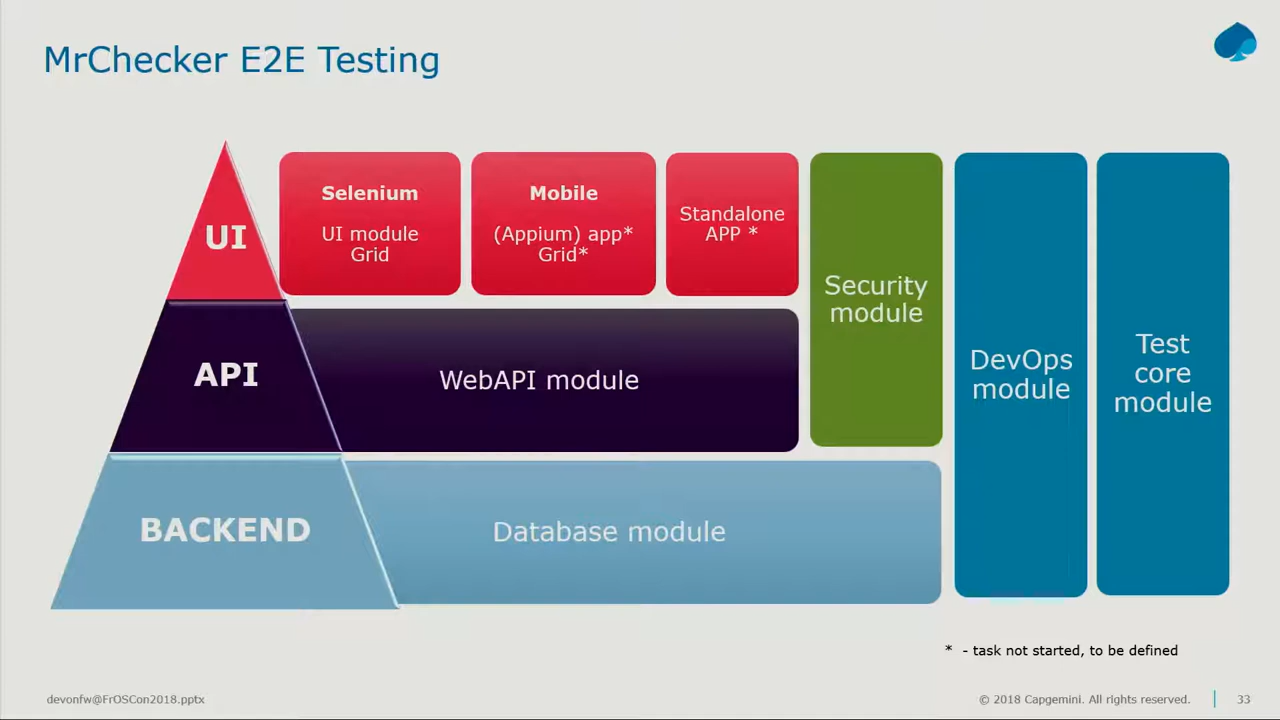 MrChecker E2E Testing
UI
Selenium
UI module
Grid
Mobile
(Appium) app*
Grid*
Standalone
APP *
Security
module
DevOps
module
Test
core
module
API
WebAPI module
BACKEND
Database module
* - task not started, to be defined
devonfw@FrOSCon2018.pptx
© 2018 Capgemini. All rights reserved.
33